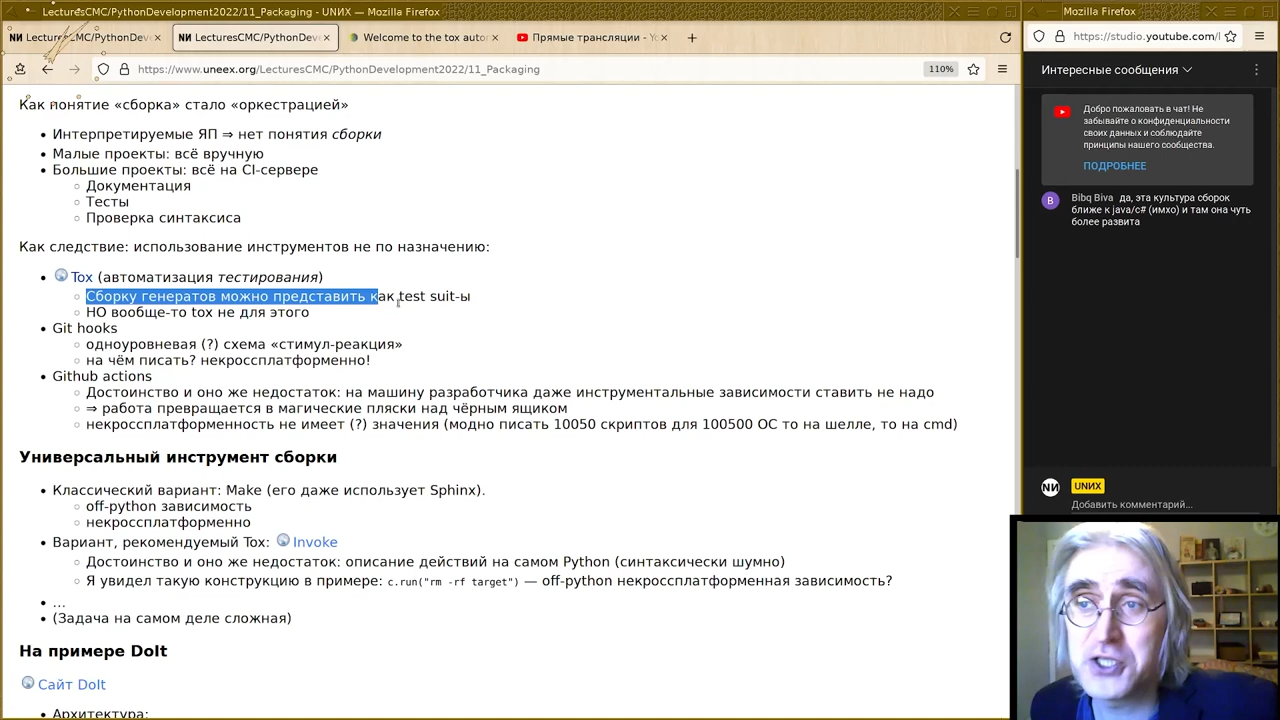 LecturesCMC/PythonDevelopment2022/11_Packaging - UNИX — Mozilla Firefox
LecturesCMC/PythonDev
LecturesCMC/PythonDe
Welcome to the tox autor
Прямые трансляции - Yo
https://www.uneex.org/LecturesCMC/PythonDevelopment2022/11_Packaging
110%
Как понятие «сборка» стало «оркестрацией»
Интерпретируемые ЯП ⇒ нет понятия сборки
Малые проекты: всё вручную
Большие проекты: всё на CI-сервере
Документация
Тесты
Проверка синтаксиса
Как следствие: использование инструментов не по назначению:
Tox (автоматизация тестирования)
Сборку генератов можно представить как test suit-ы
НО вообще-то tox не для этого
Git hooks
одноуровневая (?) схема «стимул-реакция»
на чём писать? некроссплатформенно!
Github actions
Достоинство и оно же недостаток: на машину разработчика даже инструментальные зависимости ставить не надо
⇒ работа превращается в магические пляски над чёрным ящиком
некроссплатформенность не имеет (?) значения (модно писать 10050 скриптов для 100500 ОС то на шелле, то на cmd)
Универсальный инструмент сборки
Классический вариант: Make (его даже использует Sphinx).
off-python зависимость
некроссплатформенно
Вариант, рекомендуемый Tox: Invoke
Достоинство и оно же недостаток: описание действий на самом Python (синтаксически шумно)
Я увидел такую конструкцию в примере: c.run("rm -rf target") — off-python некроссплатформенная зависимость?
...
(Задача на самом деле сложная)
На примере DoIt
Сайт DoIt
Архитектура:
Mozilla Firefox
https://studio.youtube.com/l
Интересные сообщения
Добро пожаловать в чат! Не
забывайте о конфиденциальности
своих данных и соблюдайте
принципы нашего сообщества.
ПОДРОБНЕЕ
B
Bibq Biva да, эта культура сборок
ближе к java/c# (имхо) и там она чуть
более развита
NИ
UNИX
Добавить комментарий...